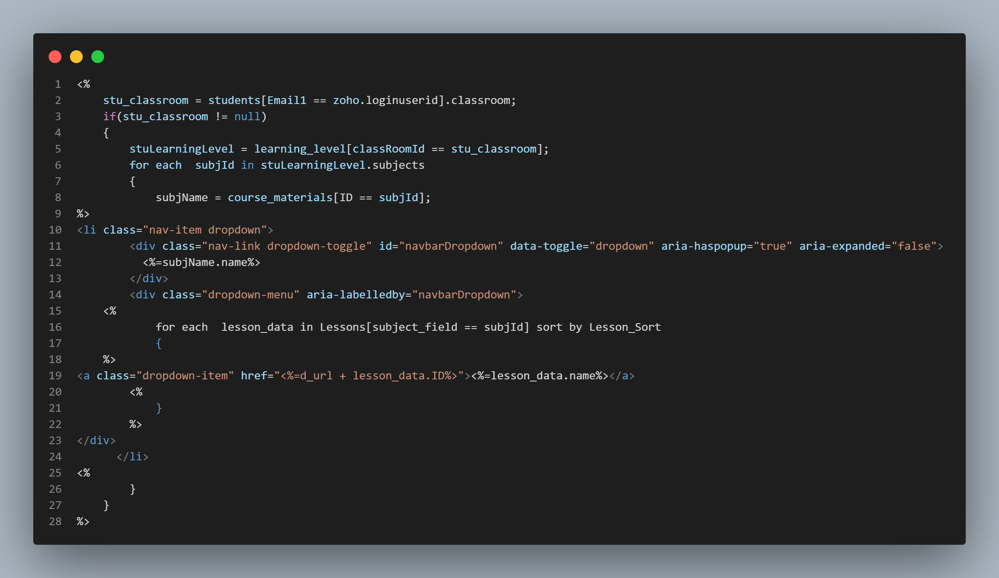 1 <%
2     stu_classroom = students[Email1 == zoho.loginuserid].classroom;
3     if(stu_classroom != null)
4     {
5         stuLearningLevel = learning_level[classRoomId == stu_classroom];
6         for each  subjId in stuLearningLevel.subjects
7         {
8             subjName = course_materials[ID == subjId];
9 %>
10 <li class="nav-item dropdown">
11         <div class="nav-link dropdown-toggle" id="navbarDropdown" data-toggle="dropdown" aria-haspopup="true" aria-expanded="false">
12           <%=subjName.name%>
13         </div>
14         <div class="dropdown-menu" aria-labelledby="navbarDropdown">
15     <%
16             for each  lesson_data in Lessons[subject_field == subjId] sort by Lesson_Sort
17             {
18     %>
19 <a class="dropdown-item" href="<%=d_url + lesson_data.ID%>"><%=lesson_data.name%></a>
20         <%
21             }
22         %>
23 </div>
24       </li>
25 <%
26         }
27     }
28 %>